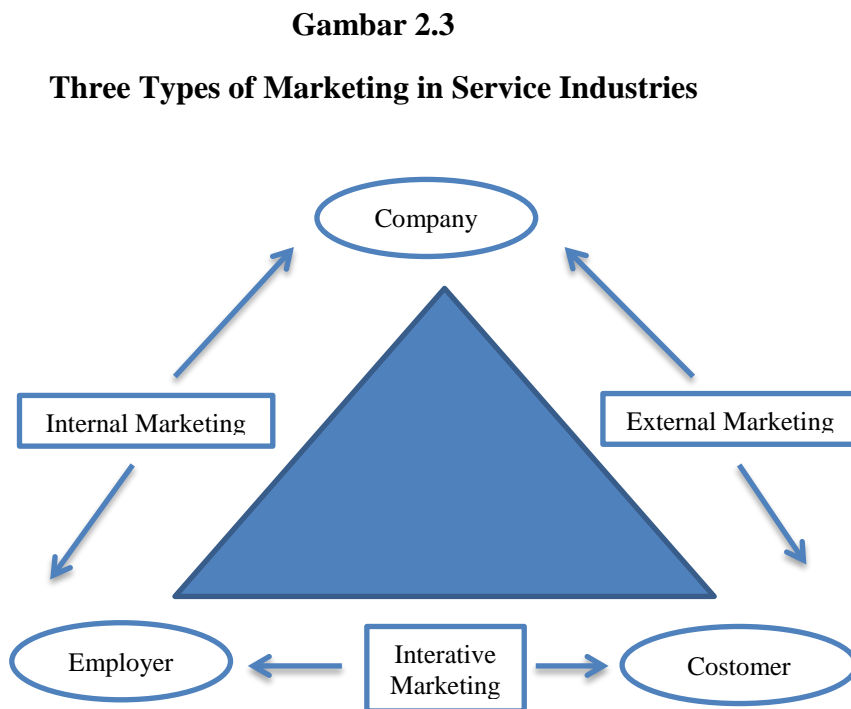 Gambar 2.3
Three Types of Marketing in Service Industries
Company
Internal Marketing
External Marketing
Employer
Interative
Marketing
Costomer